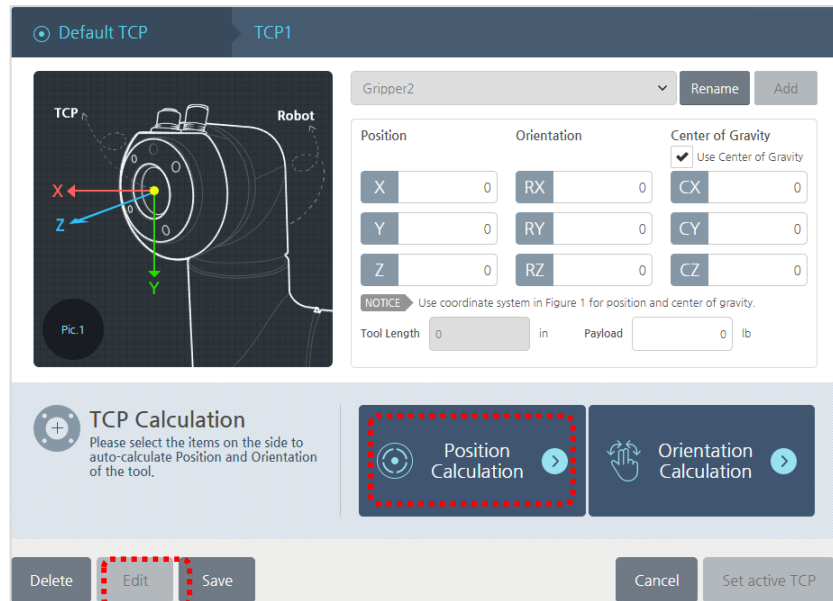 Default TCP
TCP1
TCP
Robot
X
Z
Y
Pic.1
Gripper2
Rename
Add
Position
Orientation
Center of Gravity
Use Center of Gravity
X 0
RX 0
CX 0
Y 0
RY 0
CY 0
Z 0
RZ 0
CZ 0
NOTICE Use coordinate system in Figure 1 for position and center of gravity.
Tool Length 0 in Payload 0 lb
TCP Calculation
Please select the items on the side to
auto-calculate Position and Orientation
of the tool.
Position
Calculation
Orientation
Calculation
Delete
Edit
Save
Cancel
Set active TCP